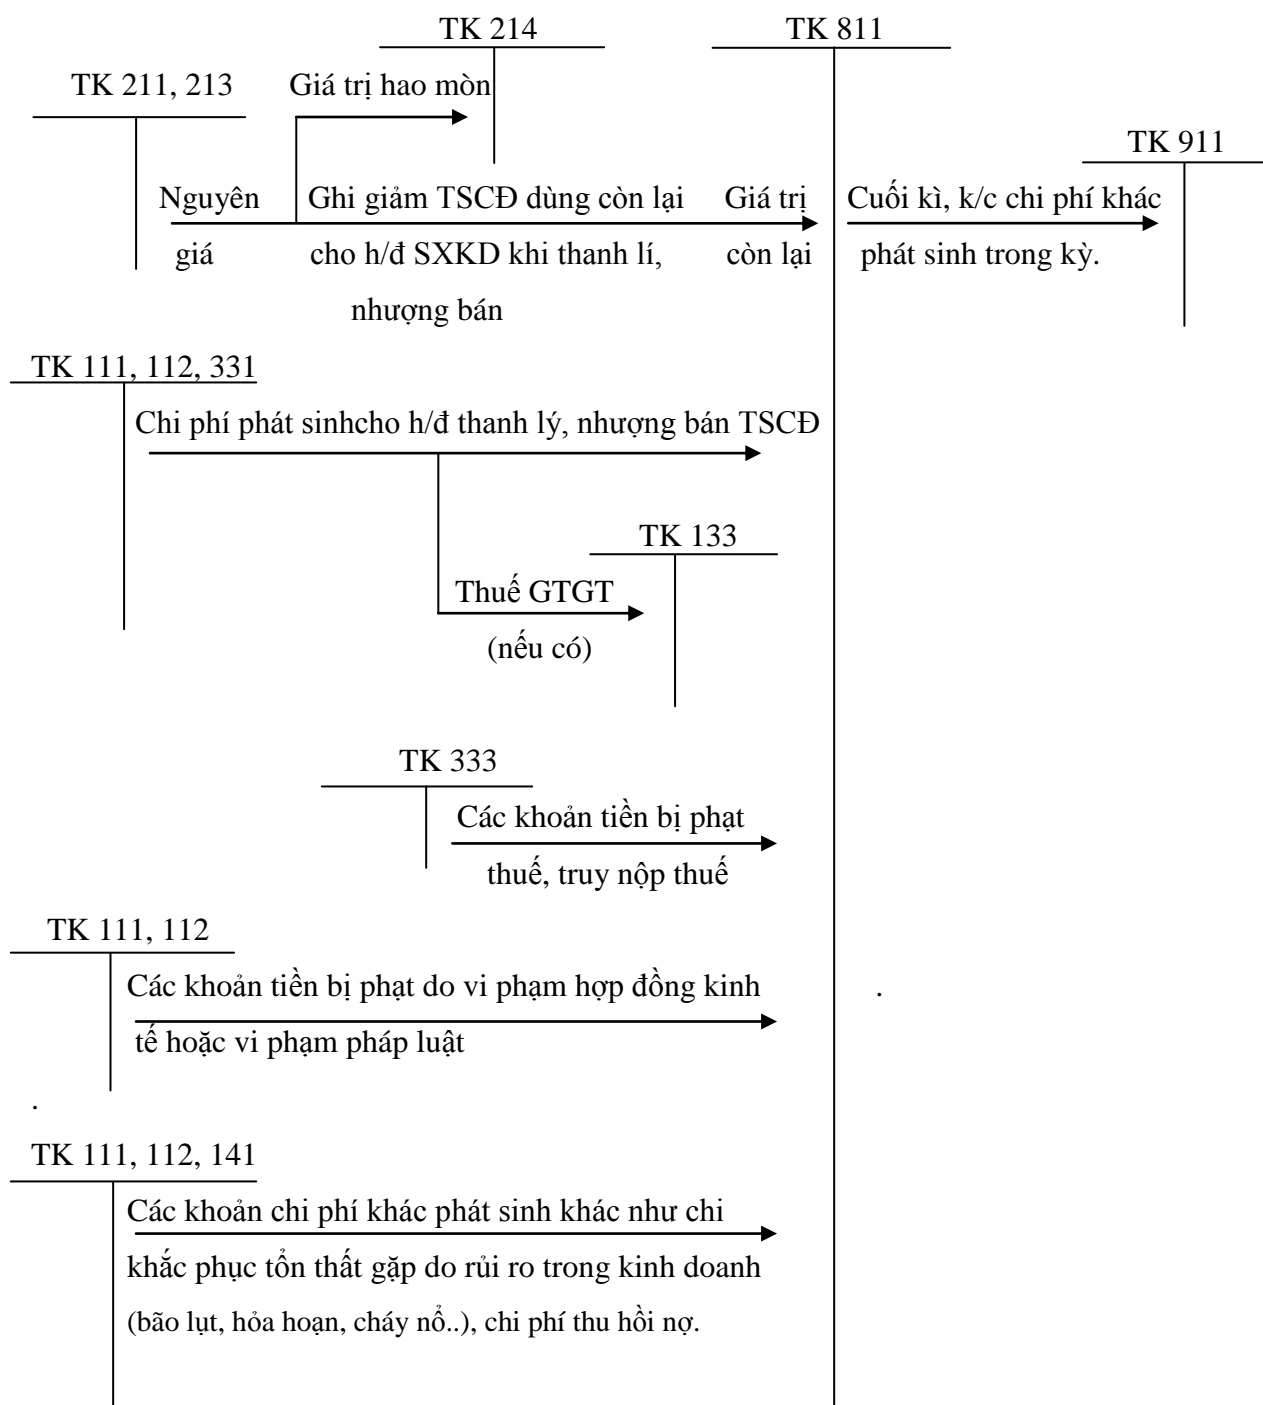 TK 214
TK 811
TK 211, 213
Giá trị hao mòn
TK 911
Nguyên
giá
Ghi giảm TSCĐ dùng còn lại
cho h/đ SXKD khi thanh lí,
nhượng bán
Giá trị
còn lại
Cuối kì, k/c chi phí khác
phát sinh trong kỳ.
TK 111, 112, 331
Chi phí phát sinhcho h/đ thanh lý, nhượng bán TSCĐ
TK 133
Thuế GTGT
(nếu có)
TK 333
Các khoản tiền bị phạt
thuế, truy nộp thuế
TK 111, 112
Các khoản tiền bị phạt do vi phạm hợp đồng kinh
tế hoặc vi phạm pháp luật
.
.
TK 111, 112, 141
Các khoản chi phí khác phát sinh khác như chi
khắc phục tổn thất gặp do rủi ro trong kinh doanh
(bão lụt, hỏa hoạn, cháy nổ..), chi phí thu hồi nợ.